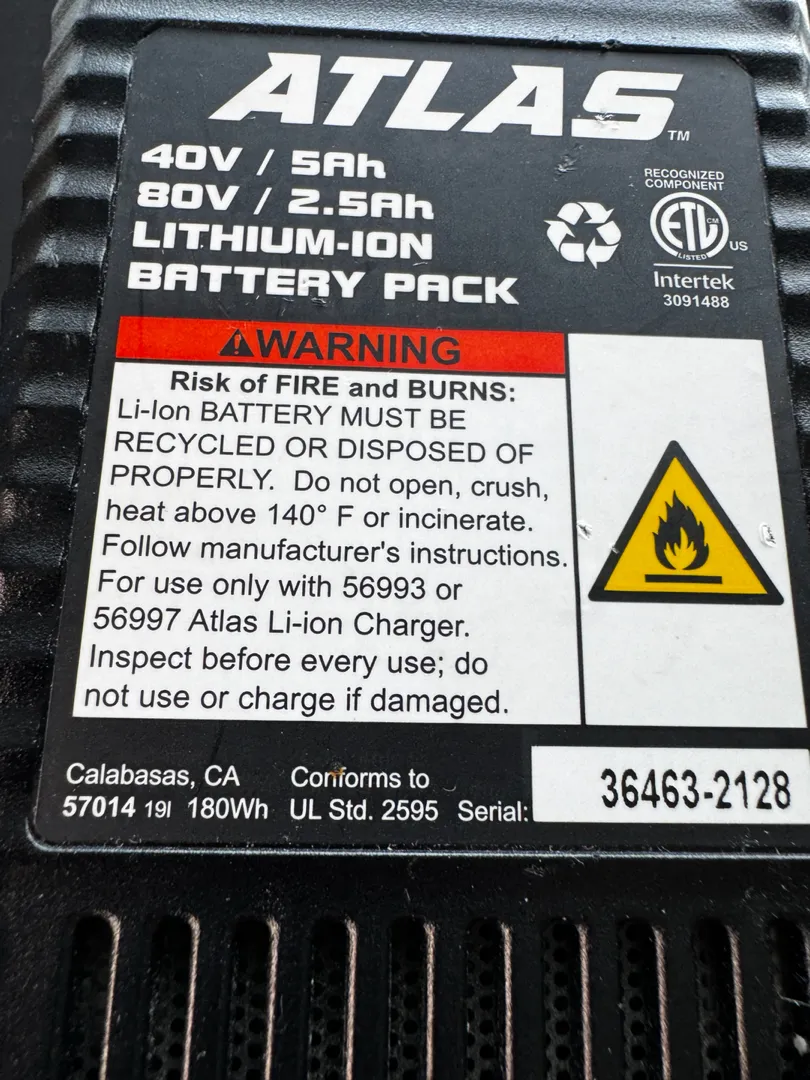 ATLAS™
40V / 5Ah
80V / 2.5Ah
LITHIUM-ION
BATTERY PACK
RECOGNIZED
COMPONENT
ETL CM
US
LISTED
Intertek
3091488
WARNING
Risk of FIRE and BURNS:
Li-Ion BATTERY MUST BE
RECYCLED OR DISPOSED OF
PROPERLY. Do not open, crush,
heat above 140° F or incinerate.
Follow manufacturer's instructions.
For use only with 56993 or
56997 Atlas Li-ion Charger.
Inspect before every use; do
not use or charge if damaged.
Calabasas, CA Conforms to
57014 19I 180Wh UL Std. 2595 Serial: 36463-2128